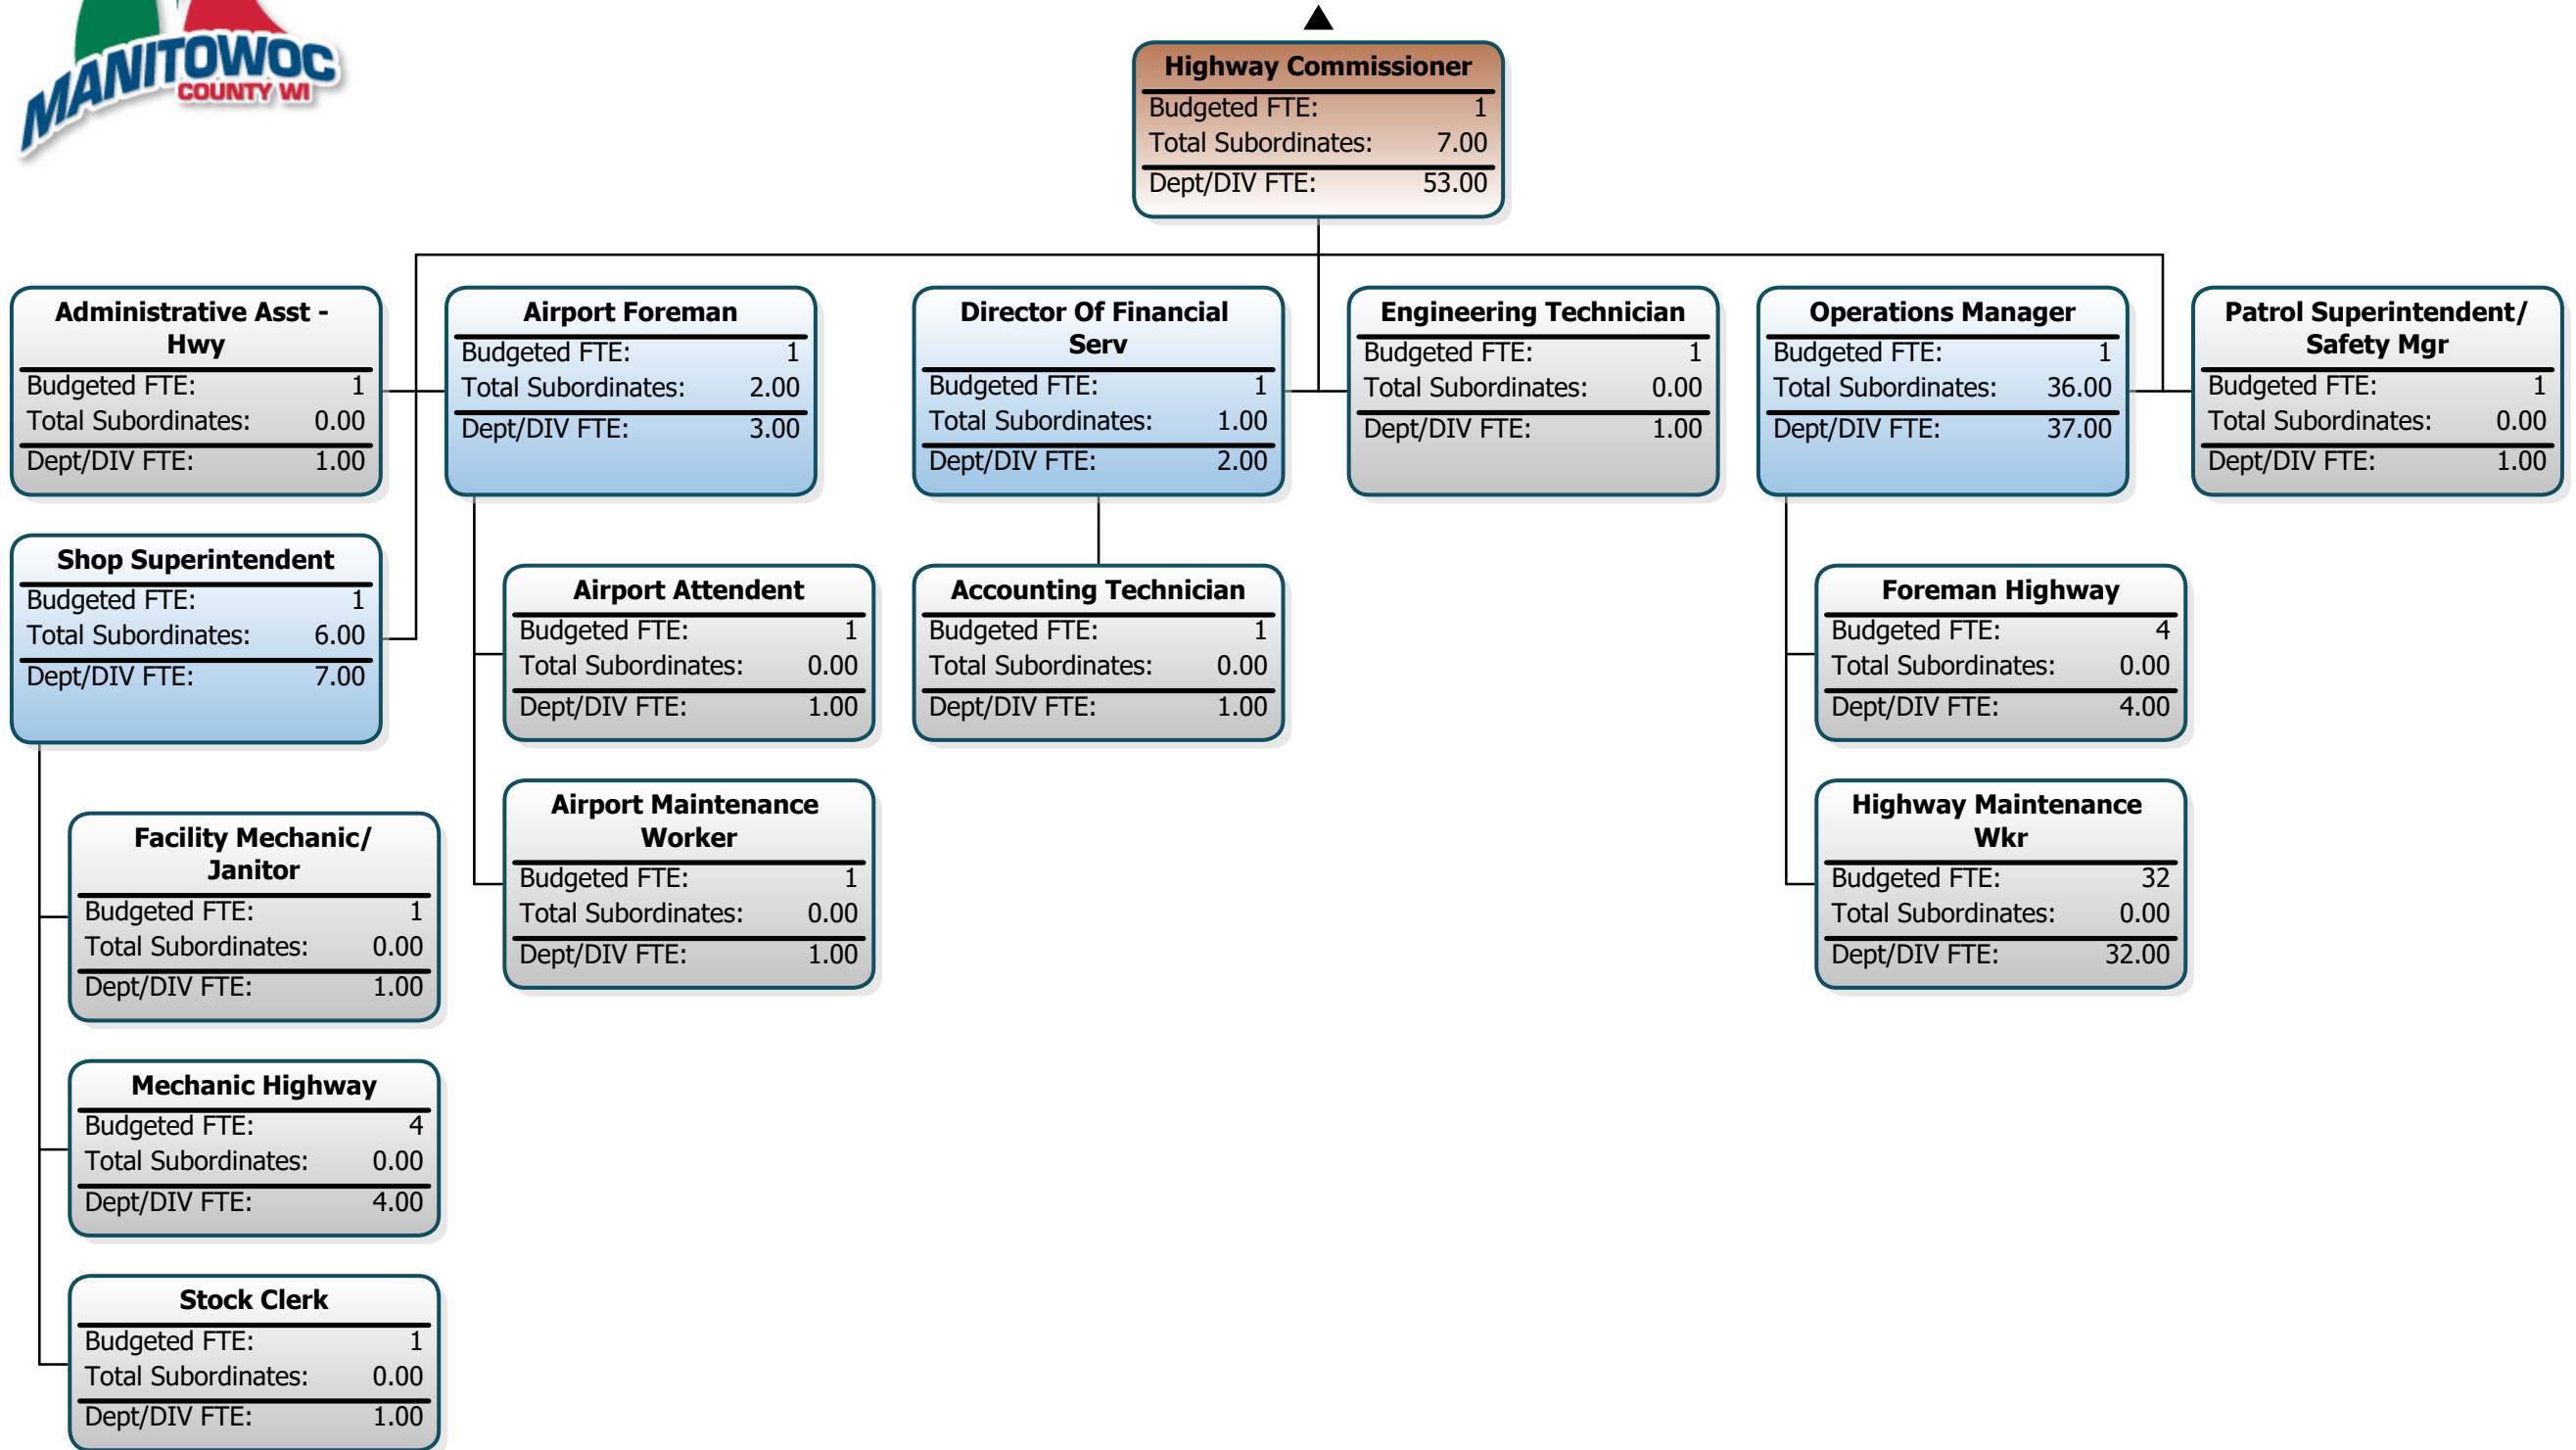 MANITOWOC
COUNTY WI
Highway Commissioner
Budgeted FTE: 1
Total Subordinates: 7.00
Dept/DIV FTE: 53.00
Administrative Asst -
Hwy
Budgeted FTE: 1
Total Subordinates: 0.00
Dept/DIV FTE: 1.00
Airport Foreman
Budgeted FTE: 1
Total Subordinates: 2.00
Dept/DIV FTE: 3.00
Director Of Financial
Serv
Budgeted FTE: 1
Total Subordinates: 1.00
Dept/DIV FTE: 2.00
Engineering Technician
Budgeted FTE: 1
Total Subordinates: 0.00
Dept/DIV FTE: 1.00
Operations Manager
Budgeted FTE: 1
Total Subordinates: 36.00
Dept/DIV FTE: 37.00
Patrol Superintendent/
Safety Mgr
Budgeted FTE: 1
Total Subordinates: 0.00
Dept/DIV FTE: 1.00
Shop Superintendent
Budgeted FTE: 1
Total Subordinates: 6.00
Dept/DIV FTE: 7.00
Airport Attendent
Budgeted FTE: 1
Total Subordinates: 0.00
Dept/DIV FTE: 1.00
Accounting Technician
Budgeted FTE: 1
Total Subordinates: 0.00
Dept/DIV FTE: 1.00
Foreman Highway
Budgeted FTE: 4
Total Subordinates: 0.00
Dept/DIV FTE: 4.00
Facility Mechanic/
Janitor
Budgeted FTE: 1
Total Subordinates: 0.00
Dept/DIV FTE: 1.00
Airport Maintenance
Worker
Budgeted FTE: 1
Total Subordinates: 0.00
Dept/DIV FTE: 1.00
Highway Maintenance
Wkr
Budgeted FTE: 32
Total Subordinates: 0.00
Dept/DIV FTE: 32.00
Mechanic Highway
Budgeted FTE: 4
Total Subordinates: 0.00
Dept/DIV FTE: 4.00
Stock Clerk
Budgeted FTE: 1
Total Subordinates: 0.00
Dept/DIV FTE: 1.00